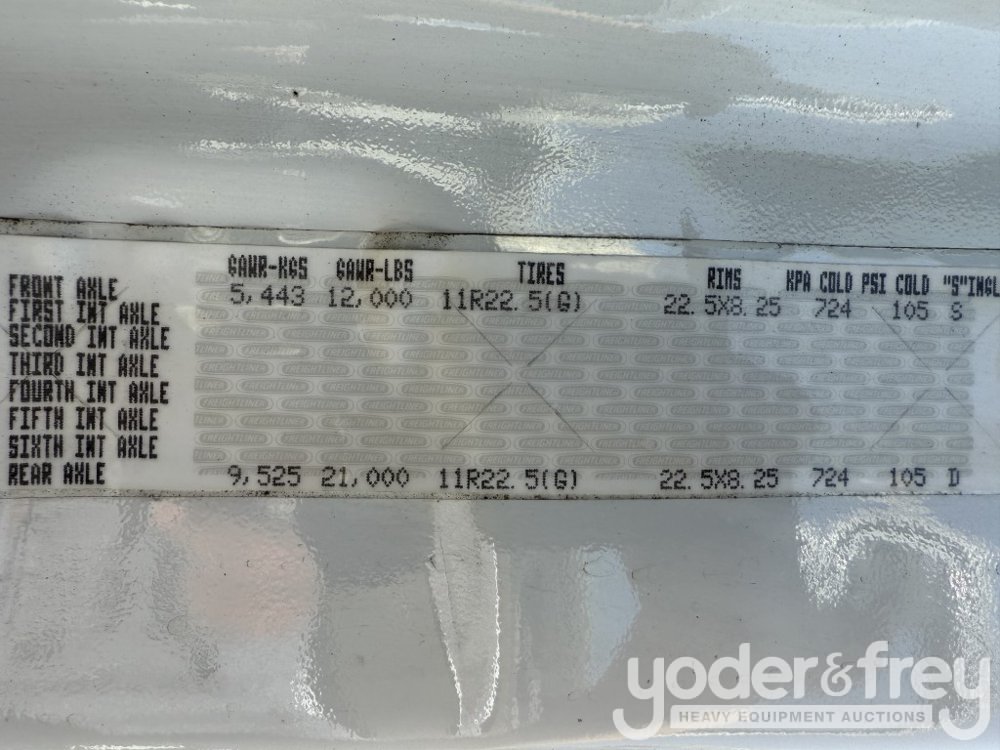 GAWR-KGS GAWR-LBS TIRES RIMS KPA COLD PSI COLD "S"INGL
FRONT AXLE 5,443 12,000 11R22.5(G) 22.5X8.25 724 105 S
FIRST INT AXLE
SECOND INT AXLE
THIRD INT AXLE
FOURTH INT AXLE
FIFTH INT AXLE
SIXTH INT AXLE
REAR AXLE 9,525 21,000 11R22.5(G) 22.5X8.25 724 105 D
FREIGHTLINER
yoder&frey
HEAVY EQUIPMENT AUCTIONS